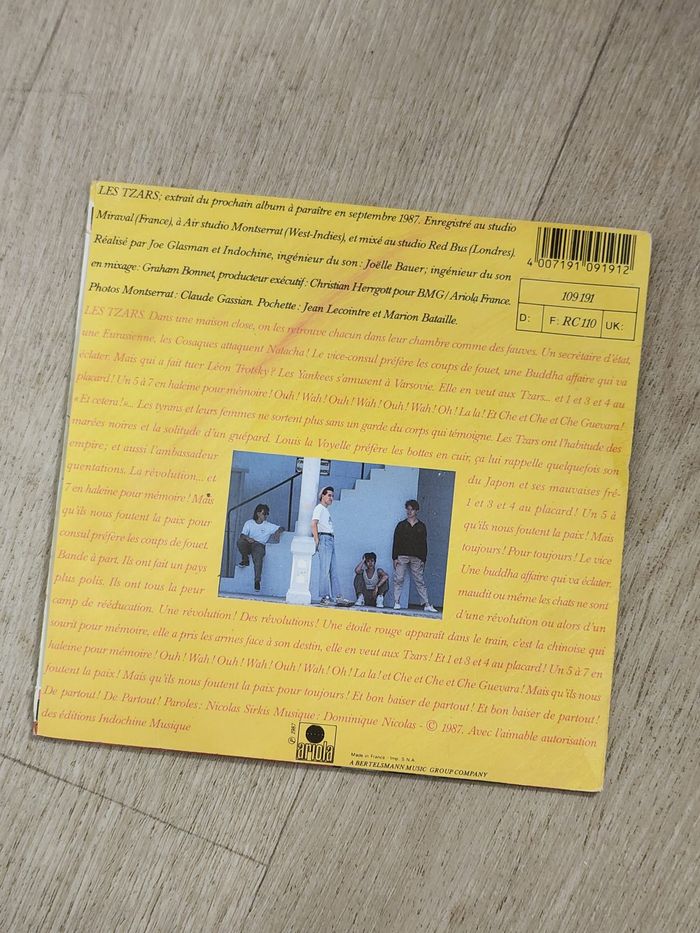 LES TZARS; extrait du prochain album à paraître en septembre 1987. Enregistré au studio
Miraval (France), à Air studio Montserrat (West-Indies), et mixé au studio Red Bus (Londres).
Réalisé par Joe Glasman et Indochine, ingénieur du son : Joëlle Bauer; ingénieur du son
en mixage : Graham Bonnet, producteur exécutif : Christian Herrgott pour BMG/Ariola France.
Photos Montserrat : Claude Gassian. Pochette : Jean Lecointre et Marion Bataille.
4 007191 091912
109 191
D: F: RC 110 UK:
LES TZARS. Dans une maison close, on les retrouve chacun dans leur chambre comme des fauves. Un secrétaire d'état,
une Eurasienne, les Cosaques attaquent Natacha ! Le vice-consul préfère les coups de fouet, une Buddha affaire qui va
éclater. Mais qui a fait tuer Léon Trotsky ? Les Yankees s'amusent à Varsovie. Elle en veut aux Tzars... et 1 et 3 et 4 au
placard ! Un 5 à 7 en haleine pour mémoire ! Ouh ! Wah ! Ouh ! Wah ! Ouh ! Wah ! Oh ! La la ! Et Che et Che et Che Guevara !
« Et cetera ! »... Les tyrans et leurs femmes ne sortent plus sans un garde du corps qui témoigne. Les Tzars ont l'habitude des
marées noires et la solitude d'un guépard. Louis la Voyelle préfère les bottes en cuir, ça lui rappelle quelquefois son
empire; et aussi l'ambassadeur du Japon et ses mauvaises fré-
quentations. La révolution... et 1 et 3 et 4 au placard ! Un 5 à
7 en haleine pour mémoire ! Mais qu'ils nous foutent la paix ! Mais
qu'ils nous foutent la paix pour toujours ! Pour toujours ! Le vice
consul préfère les coups de fouet. Une buddha affaire qui va éclater.
Bande à part. Ils ont fait un pays maudit ou même les chats ne sont
plus polis. Ils ont tous la peur d'une révolution ou alors d'un
camp de rééducation. Une révolution ! Des révolutions ! Une étoile rouge apparaît dans le train, c'est la chinoise qui
sourit pour mémoire, elle a pris les armes face à son destin, elle en veut aux Tzars ! Et 1 et 3 et 4 au placard ! Un 5 à 7 en
haleine pour mémoire ! Ouh ! Wah ! Ouh ! Wah ! Ouh ! Wah ! Oh ! La la ! et Che et Che et Che Guevara ! Mais qu'ils nous
foutent la paix ! Mais qu'ils nous foutent la paix pour toujours ! Et bon baiser de partout ! Et bon baiser de partout !
De partout ! De Partout ! Paroles : Nicolas Sirkis Musique : Dominique Nicolas - © 1987. Avec l'aimable autorisation
des éditions Indochine Musique
℗ 1987
ariola
Made in France - Imp. S.N.A.
A BERTELSMANN MUSIC GROUP COMPANY